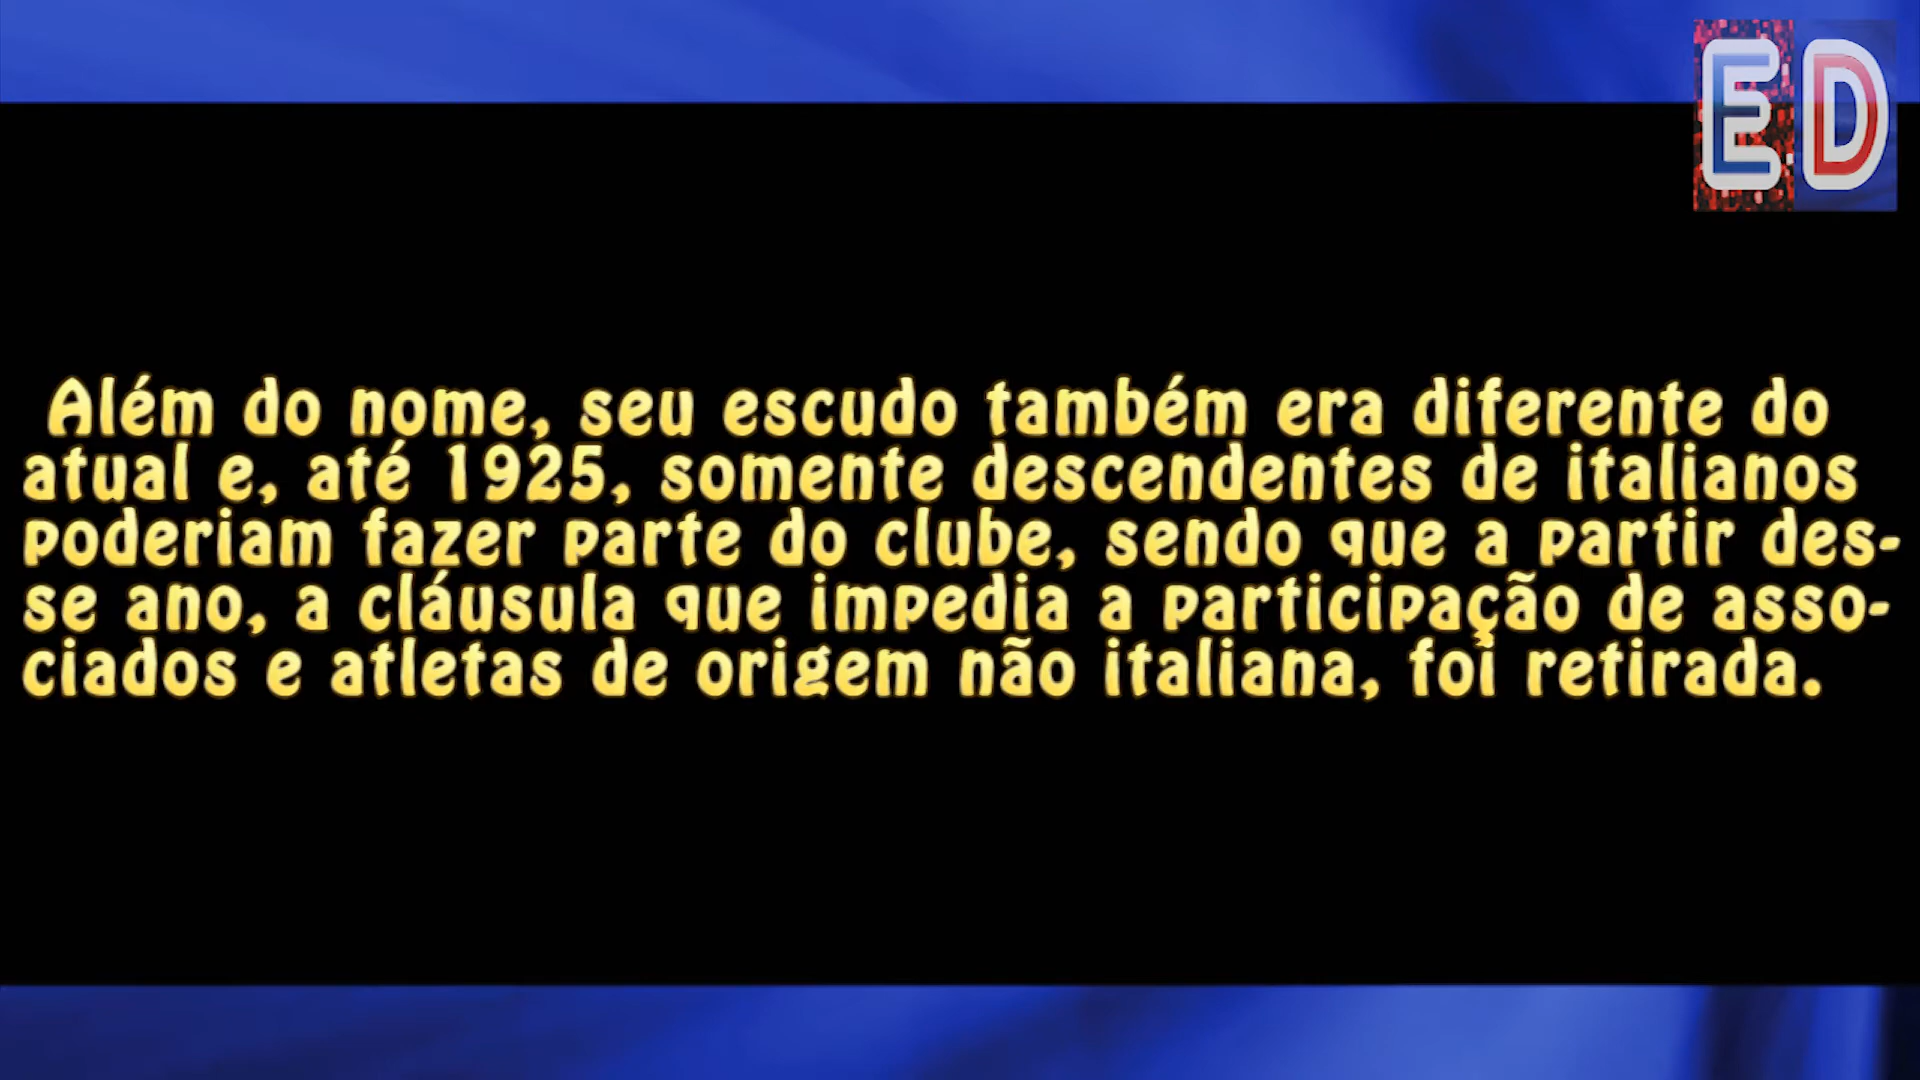 ED
Além do nome, seu escudo também era diferente do
atual e, até 1925, somente descendentes de italianos
poderiam fazer parte do clube, sendo que a partir des-
se ano, a cláusula que impedia a participação de asso-
ciados e atletas de origem não italiana, foi retirada.